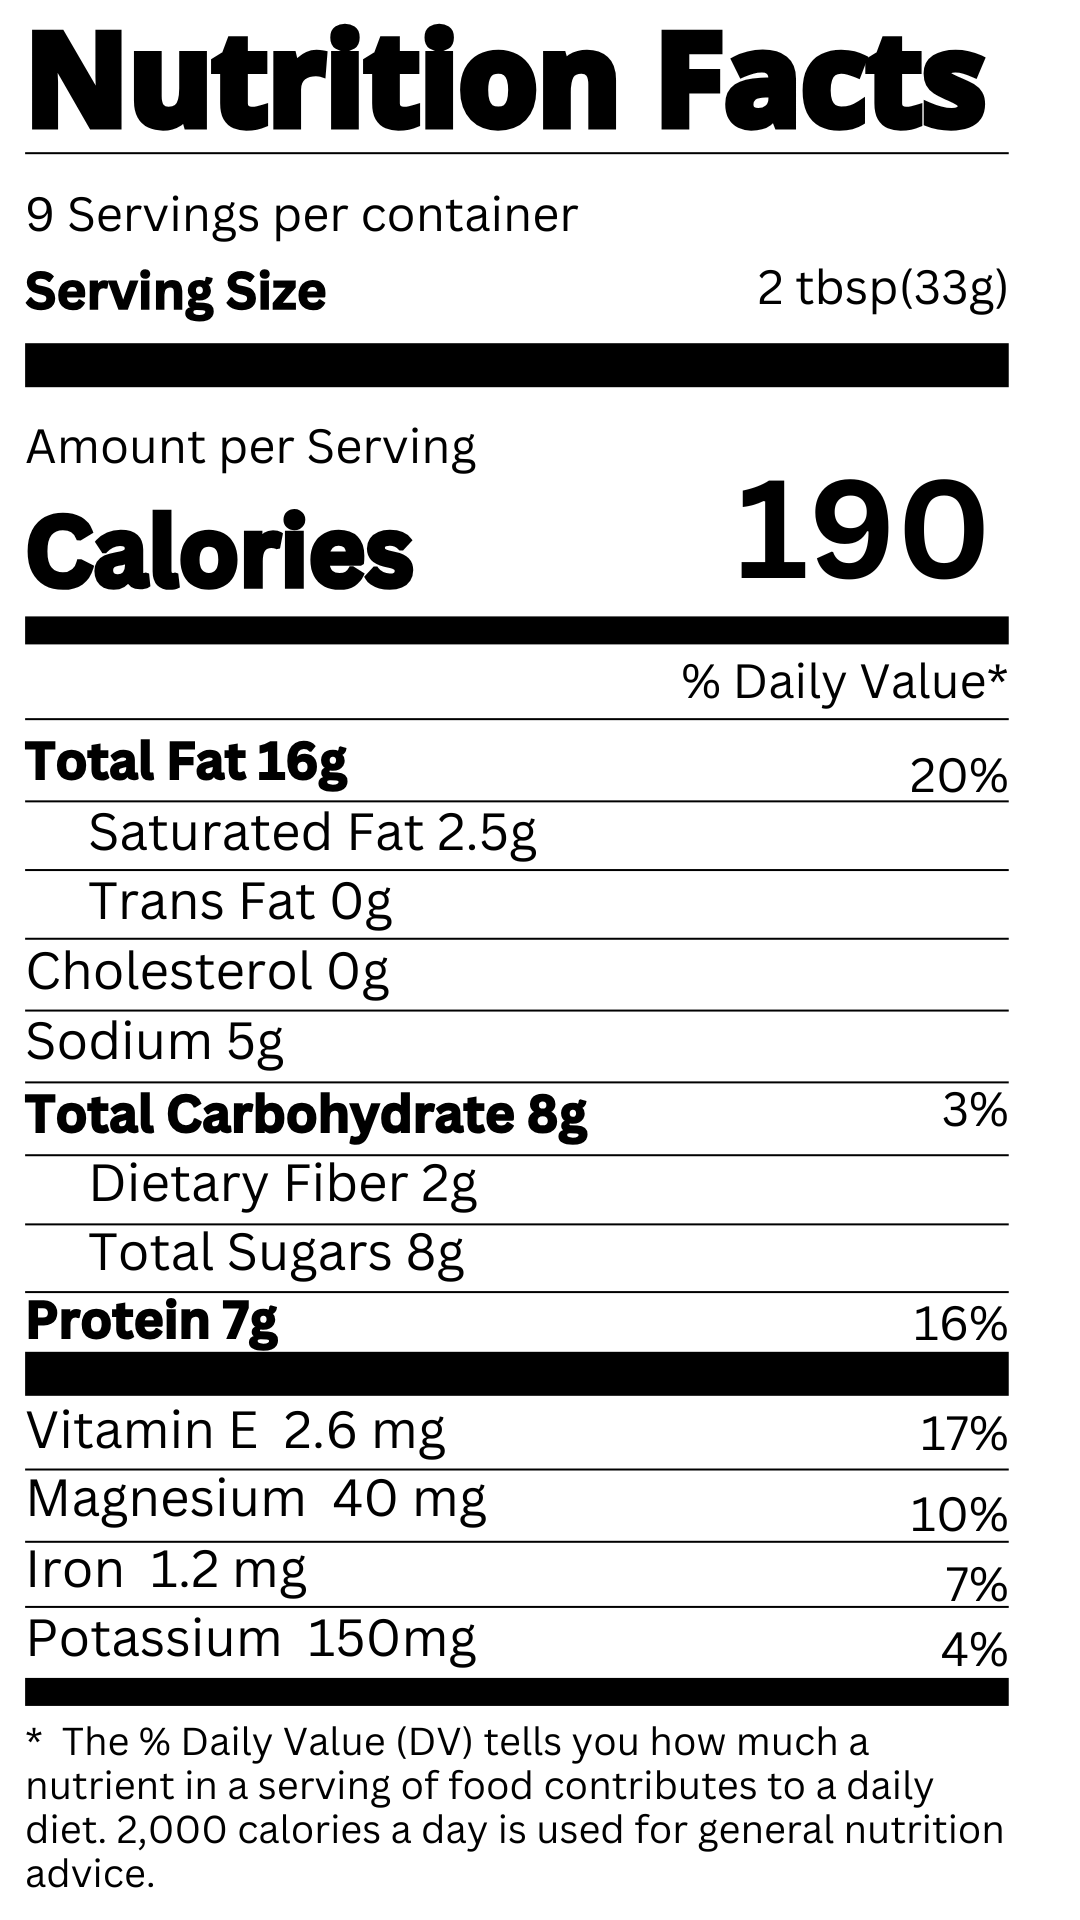 Nutrition Facts
9 Servings per container
Serving Size 2 tbsp(33g)
Amount per Serving
Calories 190
% Daily Value*
Total Fat 16g 20%
Saturated Fat 2.5g
Trans Fat 0g
Cholesterol 0g
Sodium 5g
Total Carbohydrate 8g 3%
Dietary Fiber 2g
Total Sugars 8g
Protein 7g 16%
Vitamin E 2.6 mg 17%
Magnesium 40 mg 10%
Iron 1.2 mg 7%
Potassium 150mg 4%
* The % Daily Value (DV) tells you how much a
nutrient in a serving of food contributes to a daily
diet. 2,000 calories a day is used for general nutrition
advice.